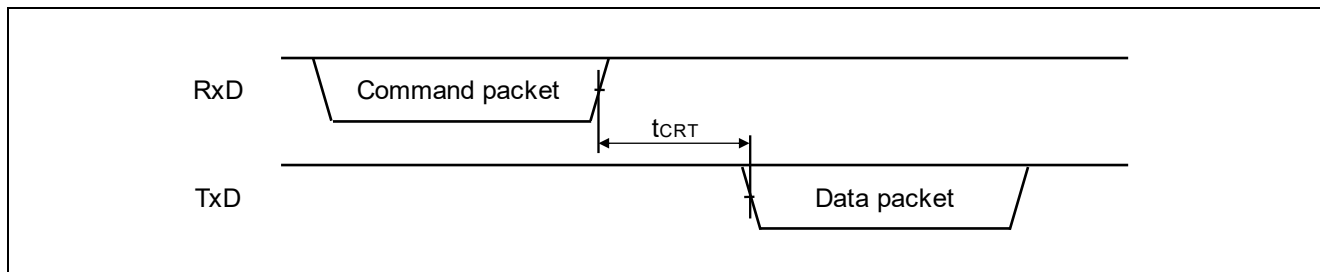 RxD
Command packet
tCRT
TxD
Data packet